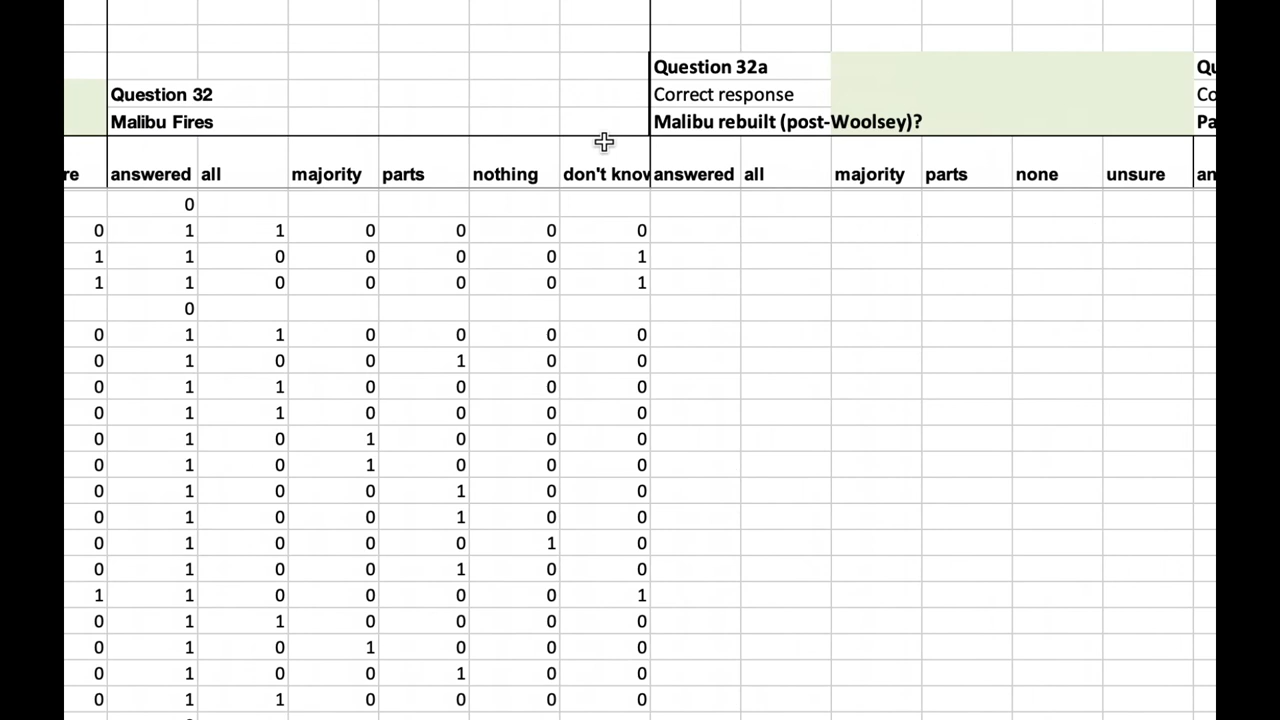 Question 32a
Question 32
Correct response
Malibu Fires
Malibu rebuilt (post-Woolsey)?
re answered all majority parts nothing don't know answered all majority parts none unsure
0
0 1 1 0 0 0 0
1 1 0 0 0 0 1
1 1 0 0 0 0 1
0
0 1 1 0 0 0 0
0 1 0 0 1 0 0
0 1 1 0 0 0 0
0 1 1 0 0 0 0
0 1 0 1 0 0 0
0 1 0 1 0 0 0
0 1 0 0 1 0 0
0 1 0 0 1 0 0
0 1 0 0 0 1 0
0 1 0 0 1 0 0
1 1 0 0 0 0 1
0 1 1 0 0 0 0
0 1 0 1 0 0 0
0 1 0 0 1 0 0
0 1 1 0 0 0 0